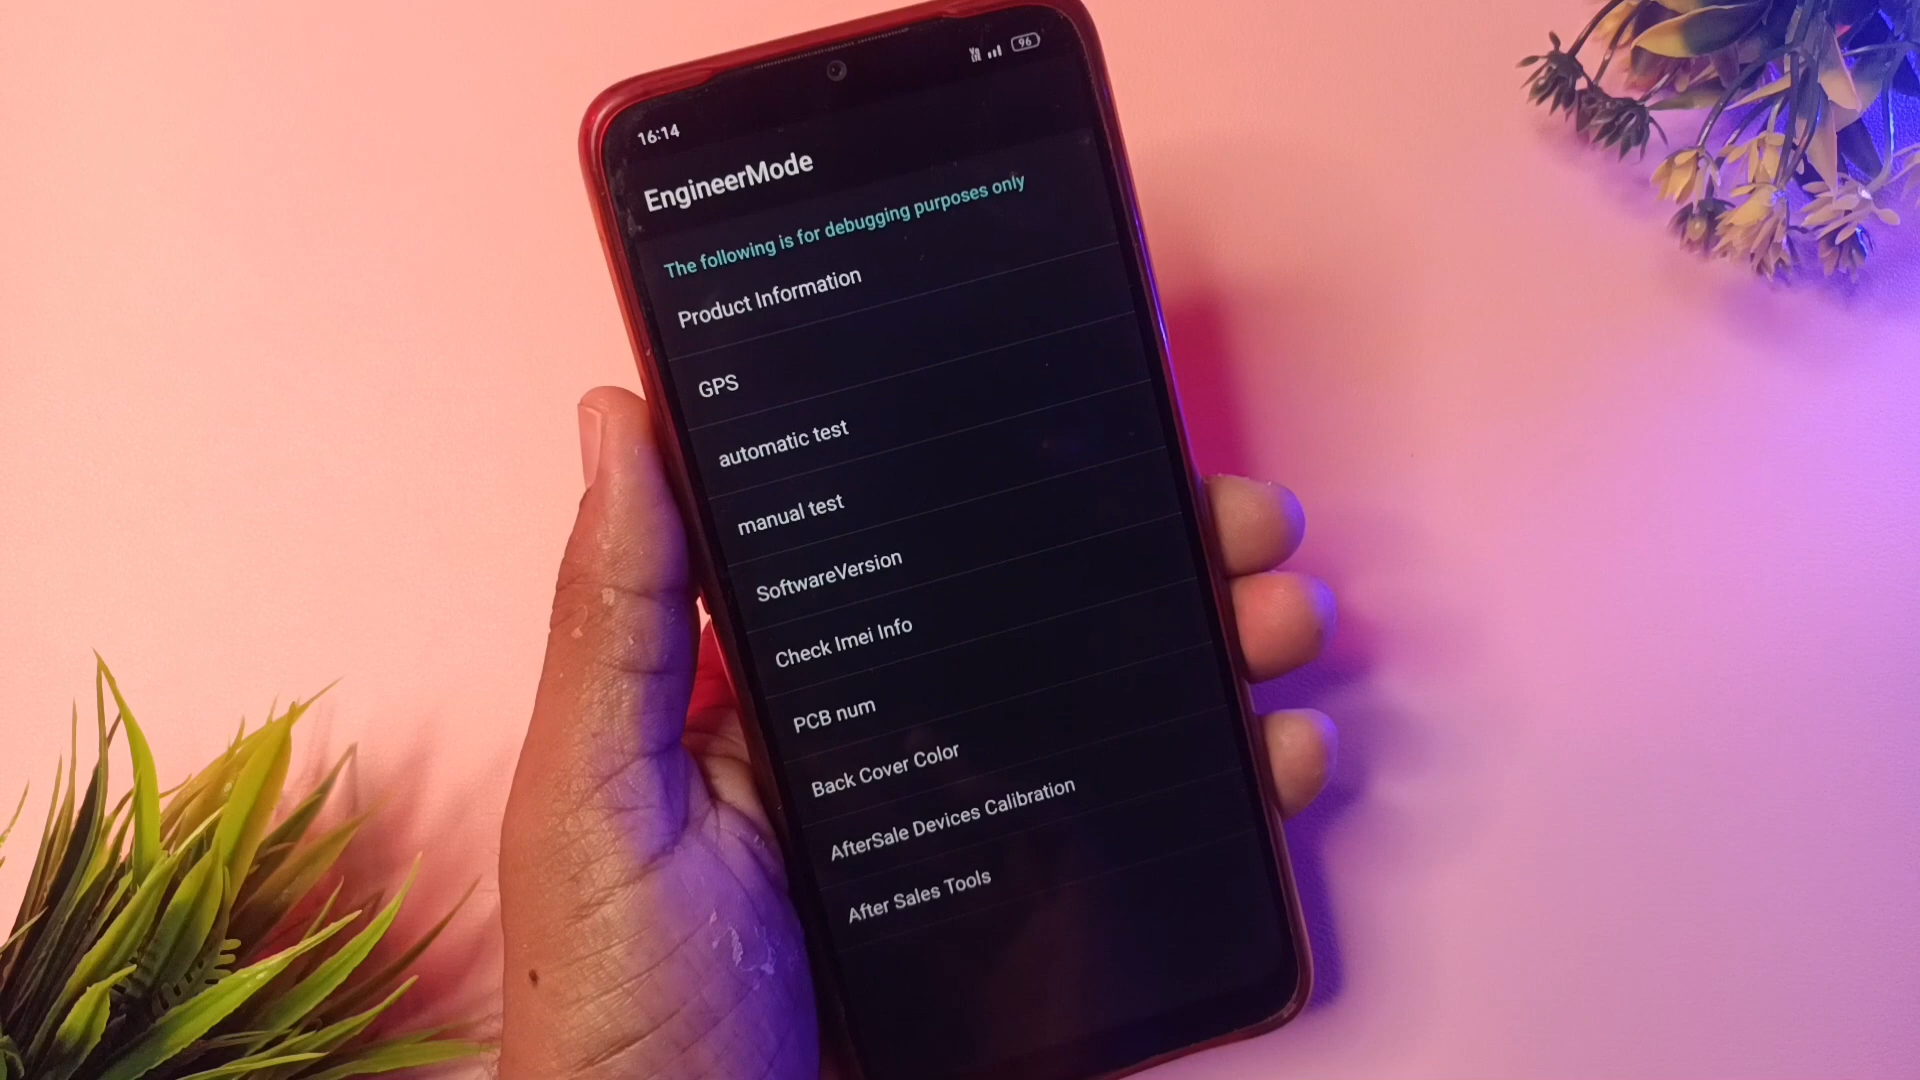 96
16:14
EngineerMode
The following is for debugging purposes only
Product Information
GPS
automatic test
manual test
SoftwareVersion
Check Imei Info
PCB num
Back Cover Color
AfterSale Devices Calibration
After Sales Tools